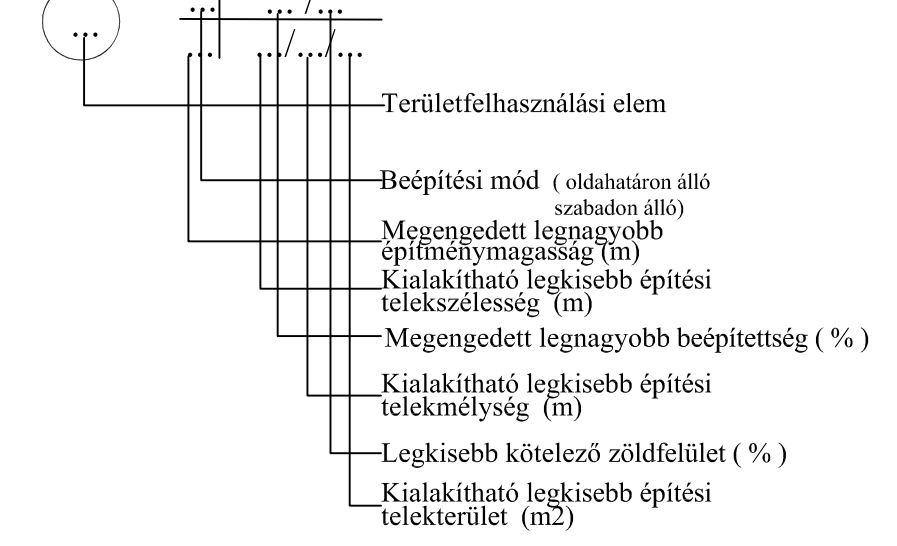 ... / ...
...
...
... / ... / ...
...
Területfelhasználási elem
Beépítési mód ( oldahatáron álló
szabadon álló)
Megengedett legnagyobb
építménymagasság (m)
Kialakítható legkisebb építési
telekszélesség (m)
Megengedett legnagyobb beépítettség ( % )
Kialakítható legkisebb építési
telekmélység (m)
Legkisebb kötelező zöldfelület ( % )
Kialakítható legkisebb építési
telekterület (m2)